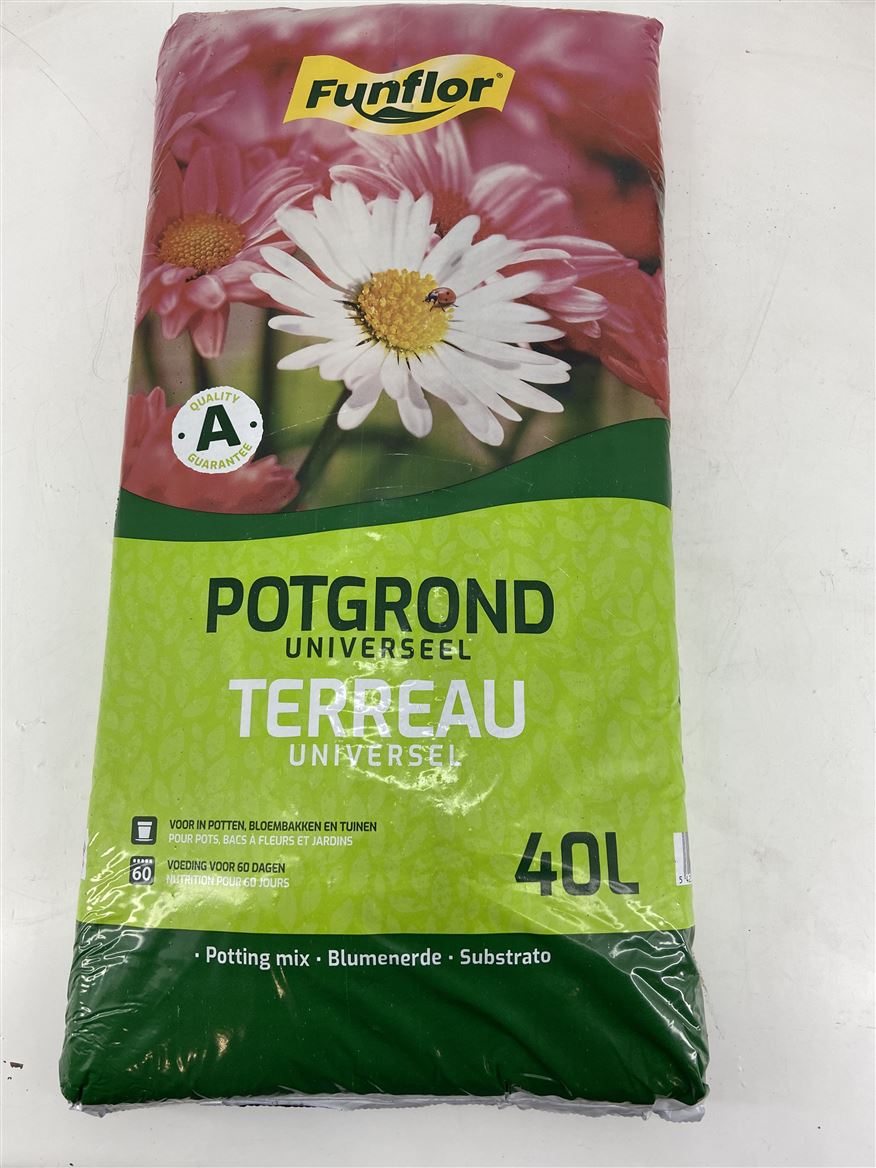 Funflor®
QUALITY
A
GUARANTEE
POTGROND
UNIVERSEEL
TERREAU
UNIVERSEL
VOOR IN POTTEN, BLOEMBAKKEN EN TUINEN
POUR POTS, BACS À FLEURS ET JARDINS
60
VOEDING VOOR 60 DAGEN
NUTRITION POUR 60 JOURS
40L
· Potting mix · Blumenerde · Substrato